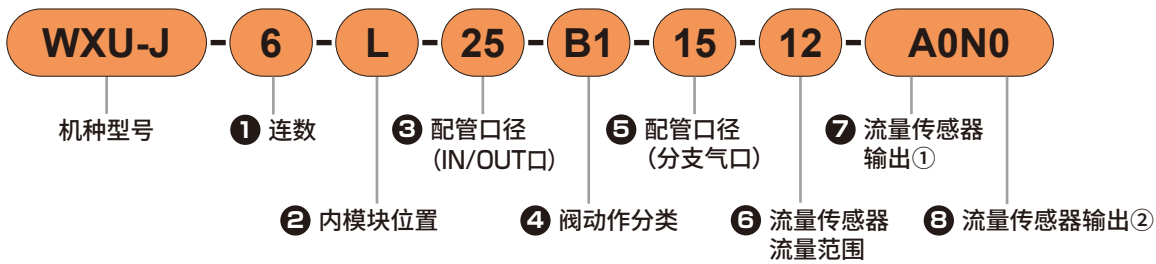 WXU-J - 6 - L - 25 - B1 - 15 - 12 - A0N0
机种型号
❶ 连数
❸ 配管口径
(IN/OUT口)
❺ 配管口径
(分支气口)
❼ 流量传感器
输出①
❷ 内模块位置
❹ 阀动作分类
❻ 流量传感器
流量范围
❽ 流量传感器输出②